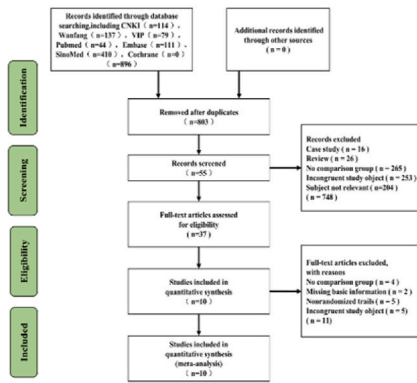 Identification
Screening
Eligibility
Included
Records identified through database
searching,including CNKI ( n=114 ) ,
Wanfang ( n=137 ) , VIP ( n=79 ) ,
Pubmed ( n=44 ) 、 Embase ( n=111 ) 、
SinoMed ( n=410 ) 、 Cochrane ( n=0 )
( n=896 )
Additional records identified
through other sources
( n = 0 )
Removed after duplicates
( n=803 )
Records screened
( n=55 )
Records excluded
Case study ( n = 16 )
Review ( n = 26 )
No comparison group ( n = 265 )
Incongruent study object ( n = 253 )
Subject not relevant (n=204 )
( n = 748 )
Full-text articles assessed
for eligibility
( n=37 )
Full-text articles excluded,
with reasons
No comparison group ( n = 4 )
Missing basic information ( n = 2 )
Nonrandomized trails ( n = 5 )
Incongruent study object ( n = 5 )
( n = 11 )
Studies included in
quantitative synthesis
( n=10 )
Studies included in
quantitative synthesis
(meta-analysis)
( n=10 )